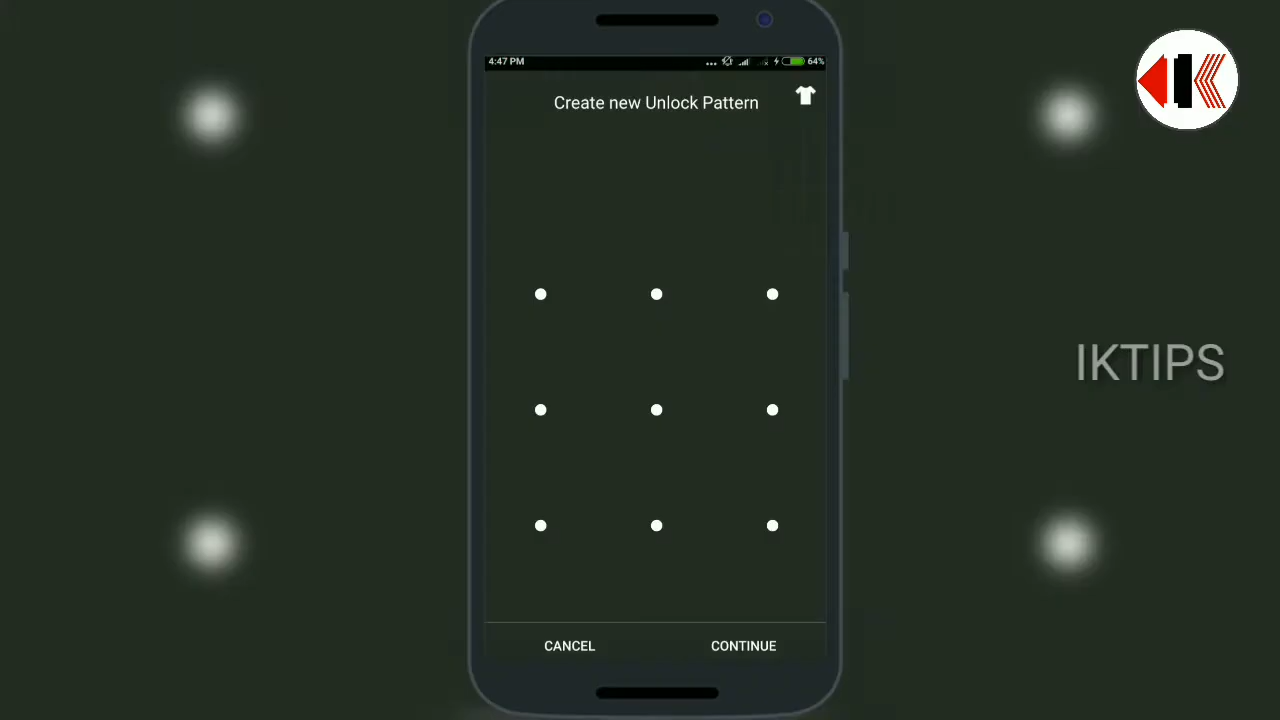 4:47 PM
64%
Create new Unlock Pattern
IKTIPS
CANCEL
CONTINUE